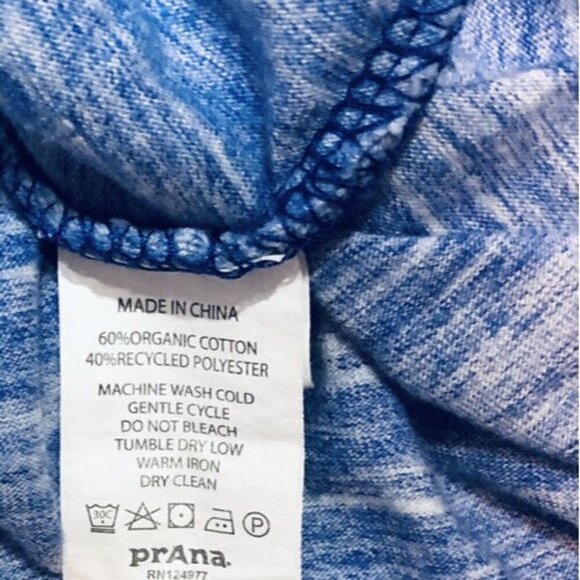 MADE IN CHINA
60%ORGANIC COTTON
40%RECYCLED POLYESTER
MACHINE WASH COLD
GENTLE CYCLE
DO NOT BLEACH
TUMBLE DRY LOW
WARM IRON
DRY CLEAN
30C P
prAna.
RN124977